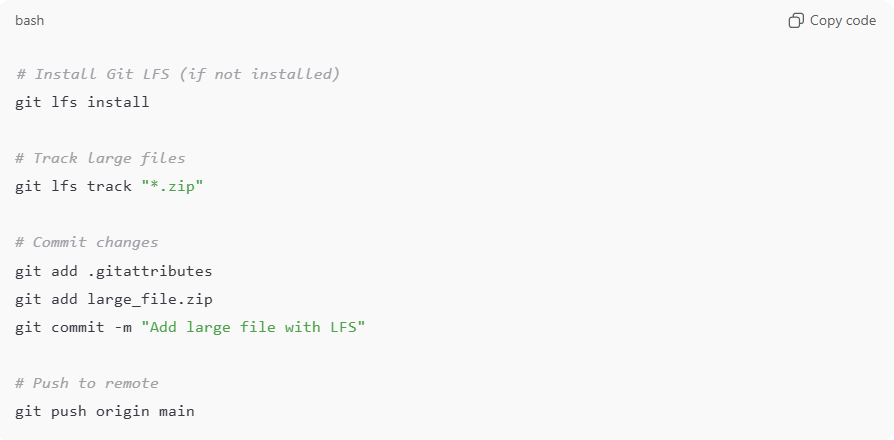 bash
Copy code
# Install Git LFS (if not installed)
git lfs install
# Track large files
git lfs track "*.zip"
# Commit changes
git add .gitattributes
git add large_file.zip
git commit -m "Add large file with LFS"
# Push to remote
git push origin main